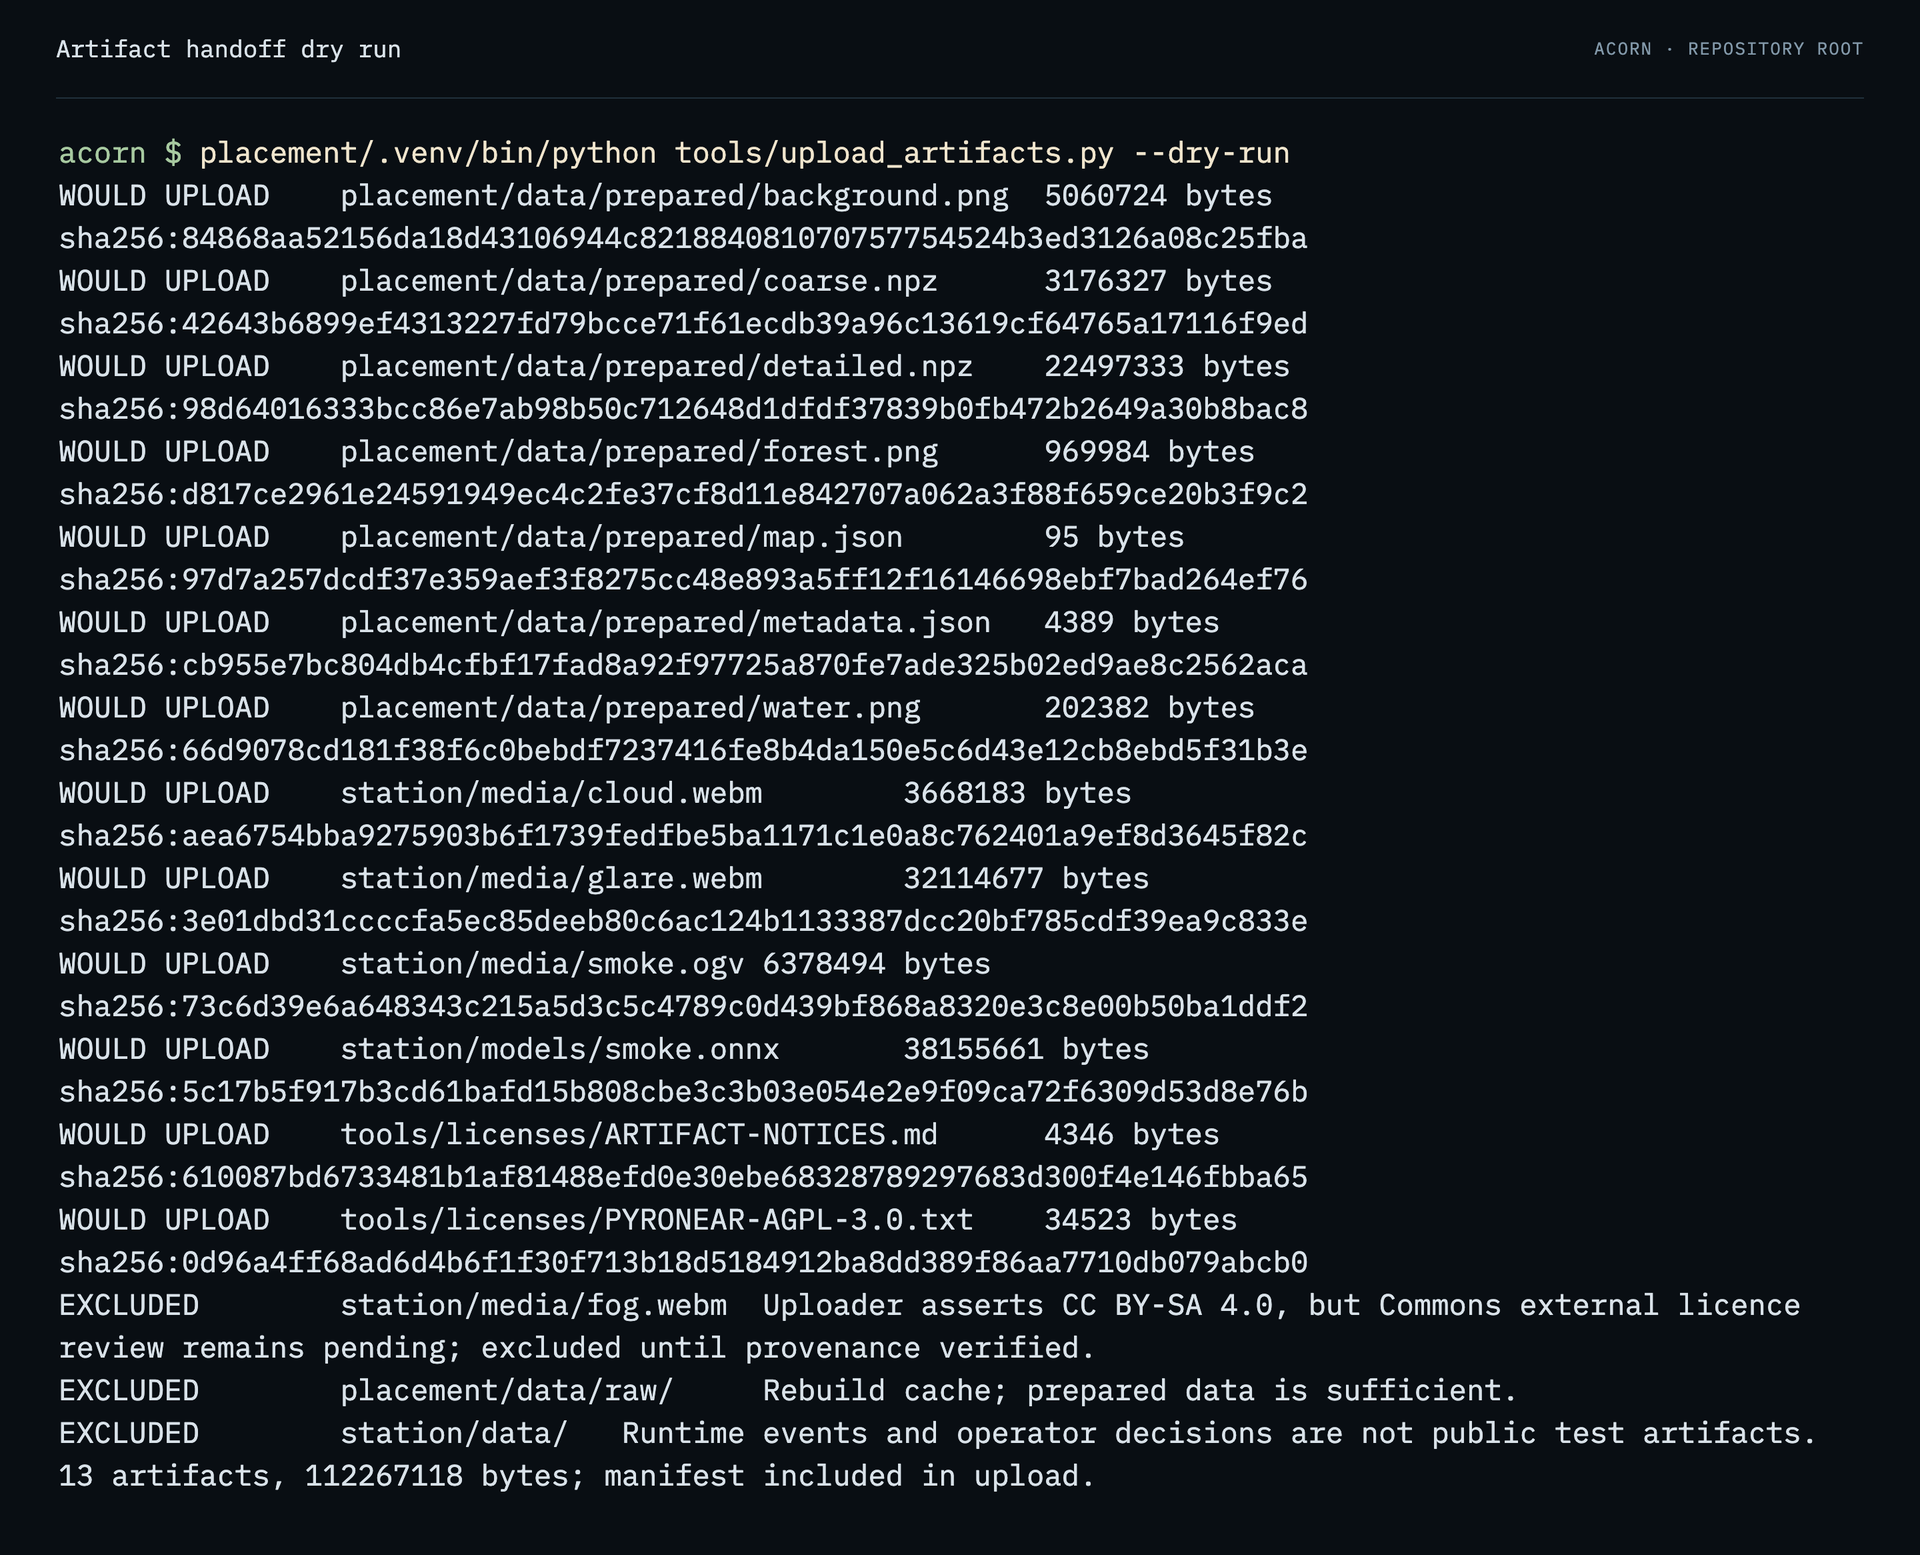 Artifact handoff dry run
ACORN · REPOSITORY ROOT
acorn $ placement/.venv/bin/python tools/upload_artifacts.py --dry-run
WOULD UPLOAD    placement/data/prepared/background.png  5060724 bytes
sha256:84868aa52156da18d43106944c821884081070757754524b3ed3126a08c25fba
WOULD UPLOAD    placement/data/prepared/coarse.npz      3176327 bytes
sha256:42643b6899ef4313227fd79bcce71f61ecdb39a96c13619cf64765a17116f9ed
WOULD UPLOAD    placement/data/prepared/detailed.npz    22497333 bytes
sha256:98d64016333bcc86e7ab98b50c712648d1dfdf37839b0fb472b2649a30b8bac8
WOULD UPLOAD    placement/data/prepared/forest.png      969984 bytes
sha256:d817ce2961e24591949ec4c2fe37cf8d11e842707a062a3f88f659ce20b3f9c2
WOULD UPLOAD    placement/data/prepared/map.json        95 bytes
sha256:97d7a257dcdf37e359aef3f8275cc48e893a5ff12f16146698ebf7bad264ef76
WOULD UPLOAD    placement/data/prepared/metadata.json   4389 bytes
sha256:cb955e7bc804db4cfbf17fad8a92f97725a870fe7ade325b02ed9ae8c2562aca
WOULD UPLOAD    placement/data/prepared/water.png       202382 bytes
sha256:66d9078cd181f38f6c0bebdf7237416fe8b4da150e5c6d43e12cb8ebd5f31b3e
WOULD UPLOAD    station/media/cloud.webm        3668183 bytes
sha256:aea6754bba9275903b6f1739fedfbe5ba1171c1e0a8c762401a9ef8d3645f82c
WOULD UPLOAD    station/media/glare.webm        32114677 bytes
sha256:3e01dbd31ccccfa5ec85deeb80c6ac124b1133387dcc20bf785cdf39ea9c833e
WOULD UPLOAD    station/media/smoke.ogv 6378494 bytes
sha256:73c6d39e6a648343c215a5d3c5c4789c0d439bf868a8320e3c8e00b50ba1ddf2
WOULD UPLOAD    station/models/smoke.onnx       38155661 bytes
sha256:5c17b5f917b3cd61bafd15b808cbe3c3b03e054e2e9f09ca72f6309d53d8e76b
WOULD UPLOAD    tools/licenses/ARTIFACT-NOTICES.md      4346 bytes
sha256:610087bd6733481b1af81488efd0e30ebe68328789297683d300f4e146fbba65
WOULD UPLOAD    tools/licenses/PYRONEAR-AGPL-3.0.txt    34523 bytes
sha256:0d96a4ff68ad6d4b6f1f30f713b18d5184912ba8dd389f86aa7710db079abcb0
EXCLUDED        station/media/fog.webm  Uploader asserts CC BY-SA 4.0, but Commons external licence
review remains pending; excluded until provenance verified.
EXCLUDED        placement/data/raw/     Rebuild cache; prepared data is sufficient.
EXCLUDED        station/data/   Runtime events and operator decisions are not public test artifacts.
13 artifacts, 112267118 bytes; manifest included in upload.